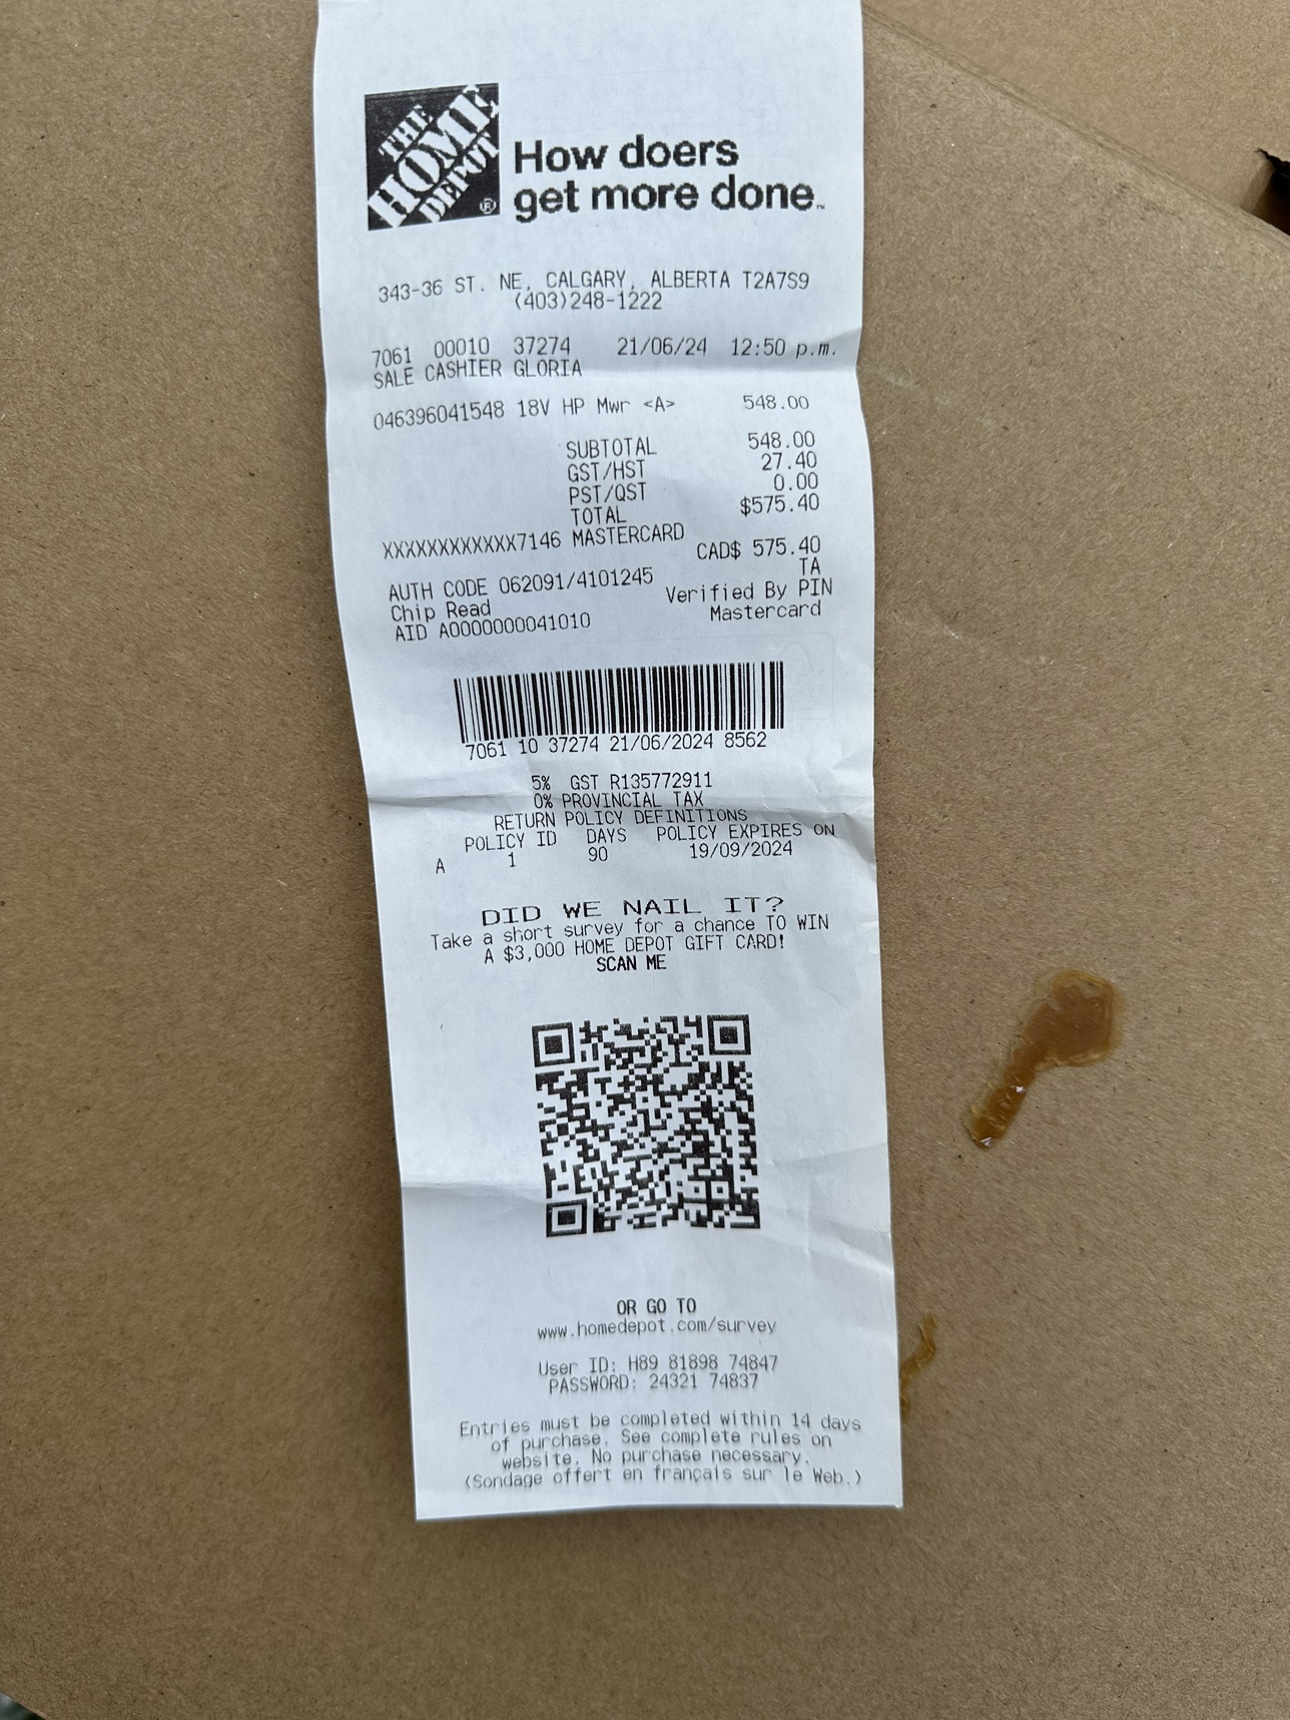 THE
HOME
DEPOT
®
How doers
get more done™
343-36 ST. NE, CALGARY, ALBERTA T2A7S9
(403)248-1222
7061 00010 37274 21/06/24 12:50 p.m.
SALE CASHIER GLORIA
046396041548 18V HP Mwr <A> 548.00
SUBTOTAL 548.00
GST/HST 27.40
PST/QST 0.00
TOTAL $575.40
XXXXXXXXXXXX7146 MASTERCARD
CAD$ 575.40
TA
AUTH CODE 062091/4101245
Verified By PIN
Chip Read
Mastercard
AID A0000000041010
7061 10 37274 21/06/2024 8562
5% GST R135772911
0% PROVINCIAL TAX
RETURN POLICY DEFINITIONS
POLICY ID DAYS POLICY EXPIRES ON
A 1 90 19/09/2024
DID WE NAIL IT?
Take a short survey for a chance TO WIN
A $3,000 HOME DEPOT GIFT CARD!
SCAN ME
OR GO TO
www.homedepot.com/survey
User ID: H89 81898 74847
PASSWORD: 24321 74837
Entries must be completed within 14 days
of purchase. See complete rules on
website. No purchase necessary.
(Sondage offert en français sur le Web.)